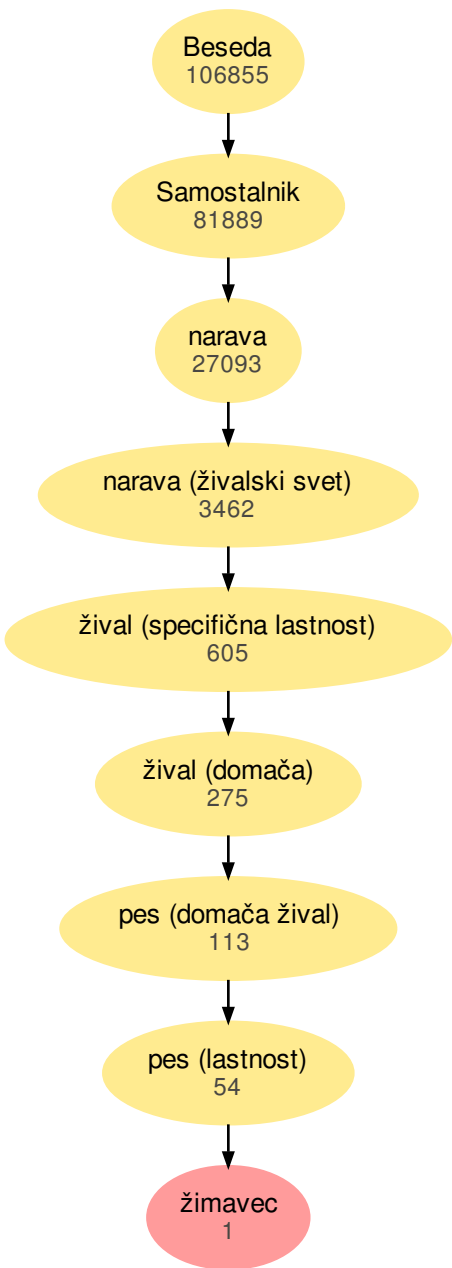 Beseda
106855
Samostalnik
81889
narava
27093
narava (živalski svet)
3462
žival (specifična lastnost)
605
žival (domača)
275
pes (domača žival)
113
pes (lastnost)
54
žimavec
1